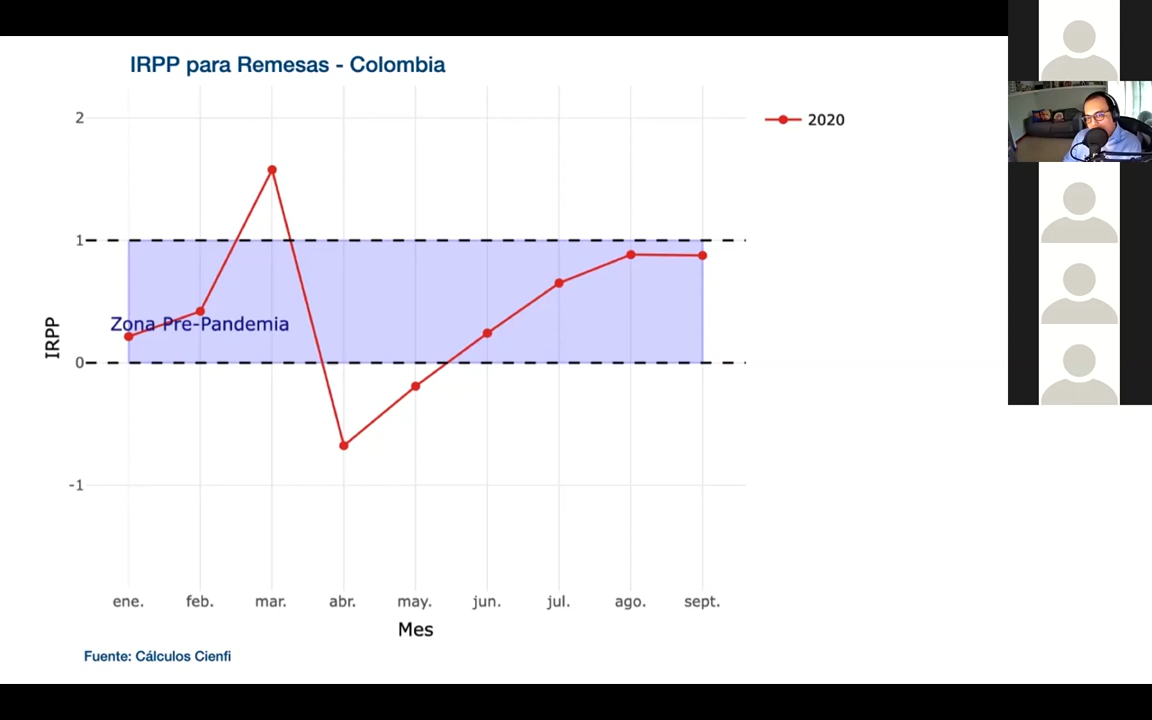 IRPP para Remesas - Colombia
2
2020
1
Zona Pre-Pandemia
IRPP
0
-1
ene. feb. mar. abr. may. jun. jul. ago. sept.
Mes
Fuente: Cálculos Cienfi